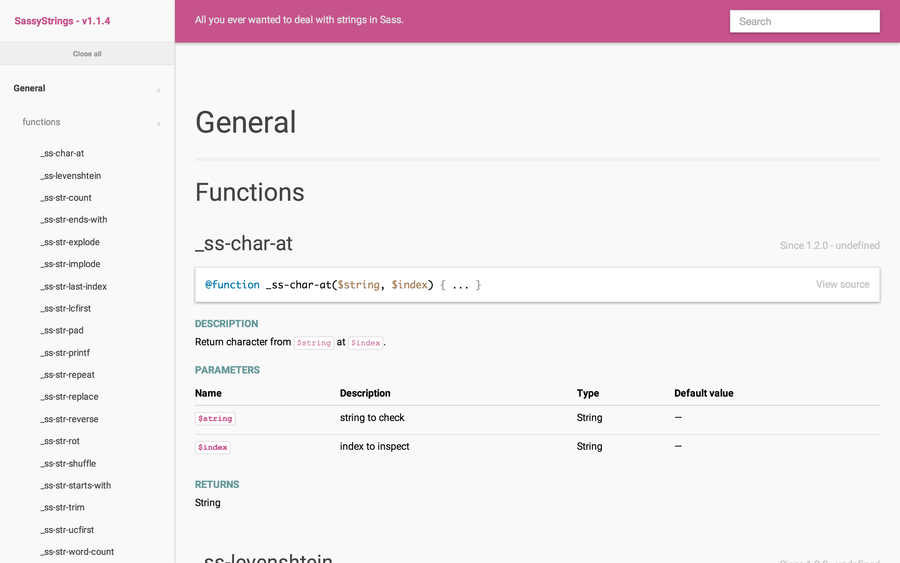 SassyStrings - v1.1.4
Close all
General
functions
_ss-char-at
_ss-levenshtein
_ss-str-count
_ss-str-ends-with
_ss-str-explode
_ss-str-implode
_ss-str-last-index
_ss-str-lcfirst
_ss-str-pad
_ss-str-printf
_ss-str-repeat
_ss-str-replace
_ss-str-reverse
_ss-str-rot
_ss-str-shuffle
_ss-str-starts-with
_ss-str-trim
_ss-str-ucfirst
_ss-str-word-count
All you ever wanted to deal with strings in Sass.
Search
General
Functions
_ss-char-at
Since 1.2.0 - undefined
@function _ss-char-at($string, $index) { ... }
View source
DESCRIPTION
Return character from $string at $index.
PARAMETERS
Name Description Type Default value
$string string to check String —
$index index to inspect String —
RETURNS
String
_ss-levenshtein
Since 1.2.0 - undefined